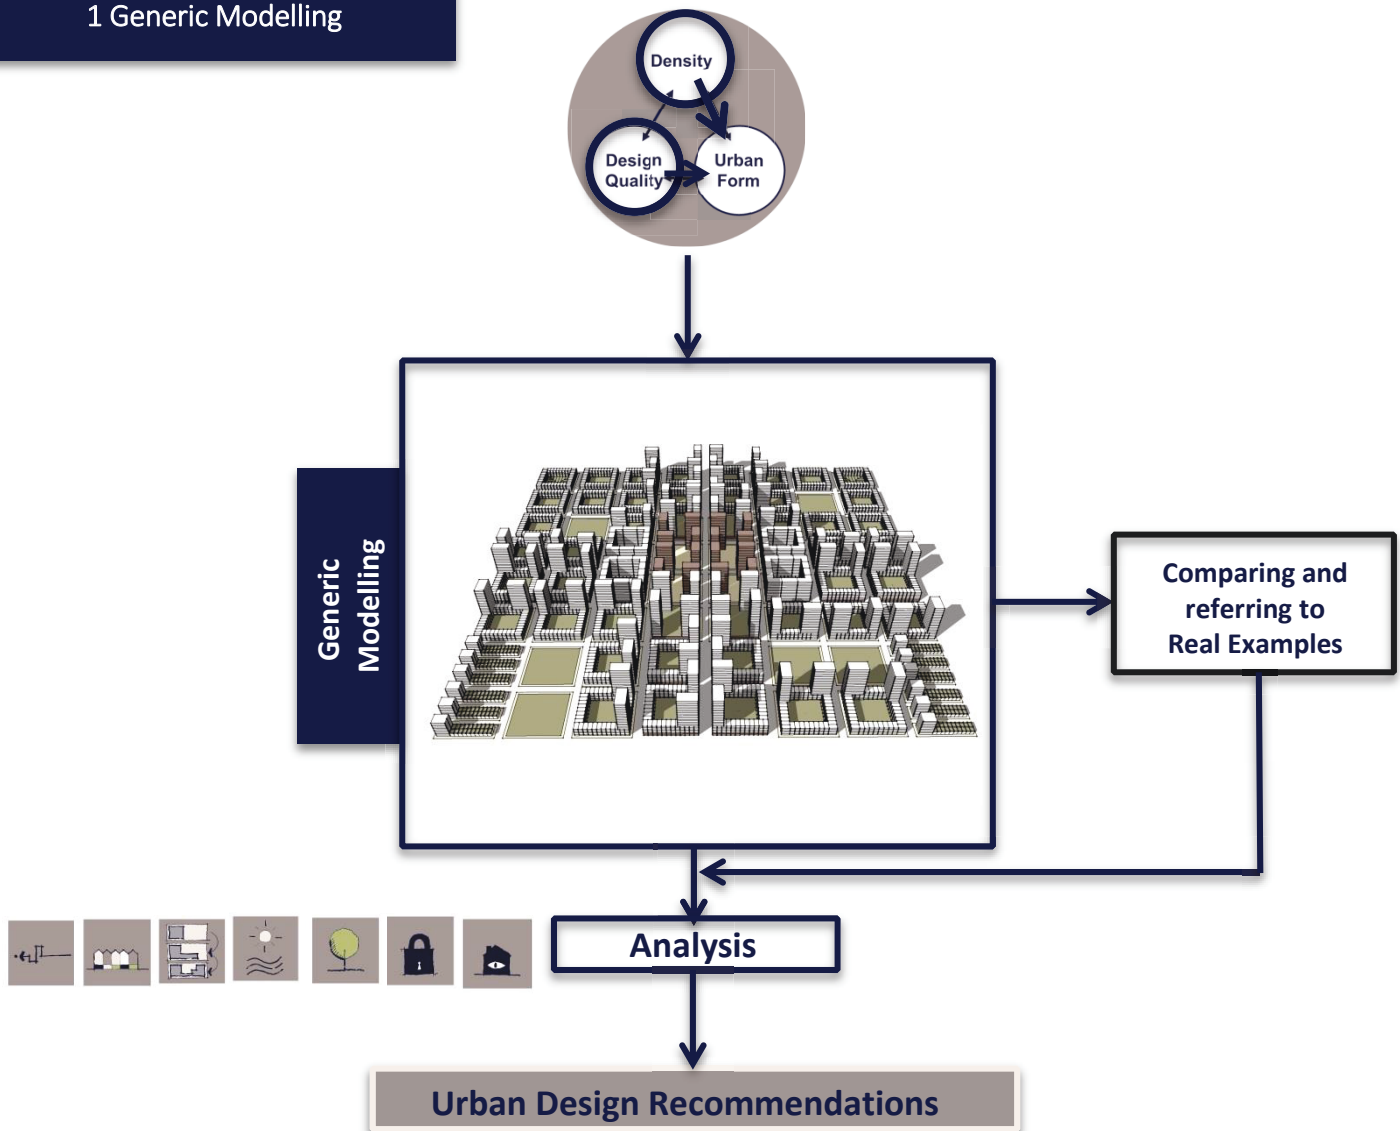 1 Generic Modelling
Density
Design
Quality
Urban
Form
Generic
Modelling
Comparing and
referring to
Real Examples
Analysis
Urban Design Recommendations